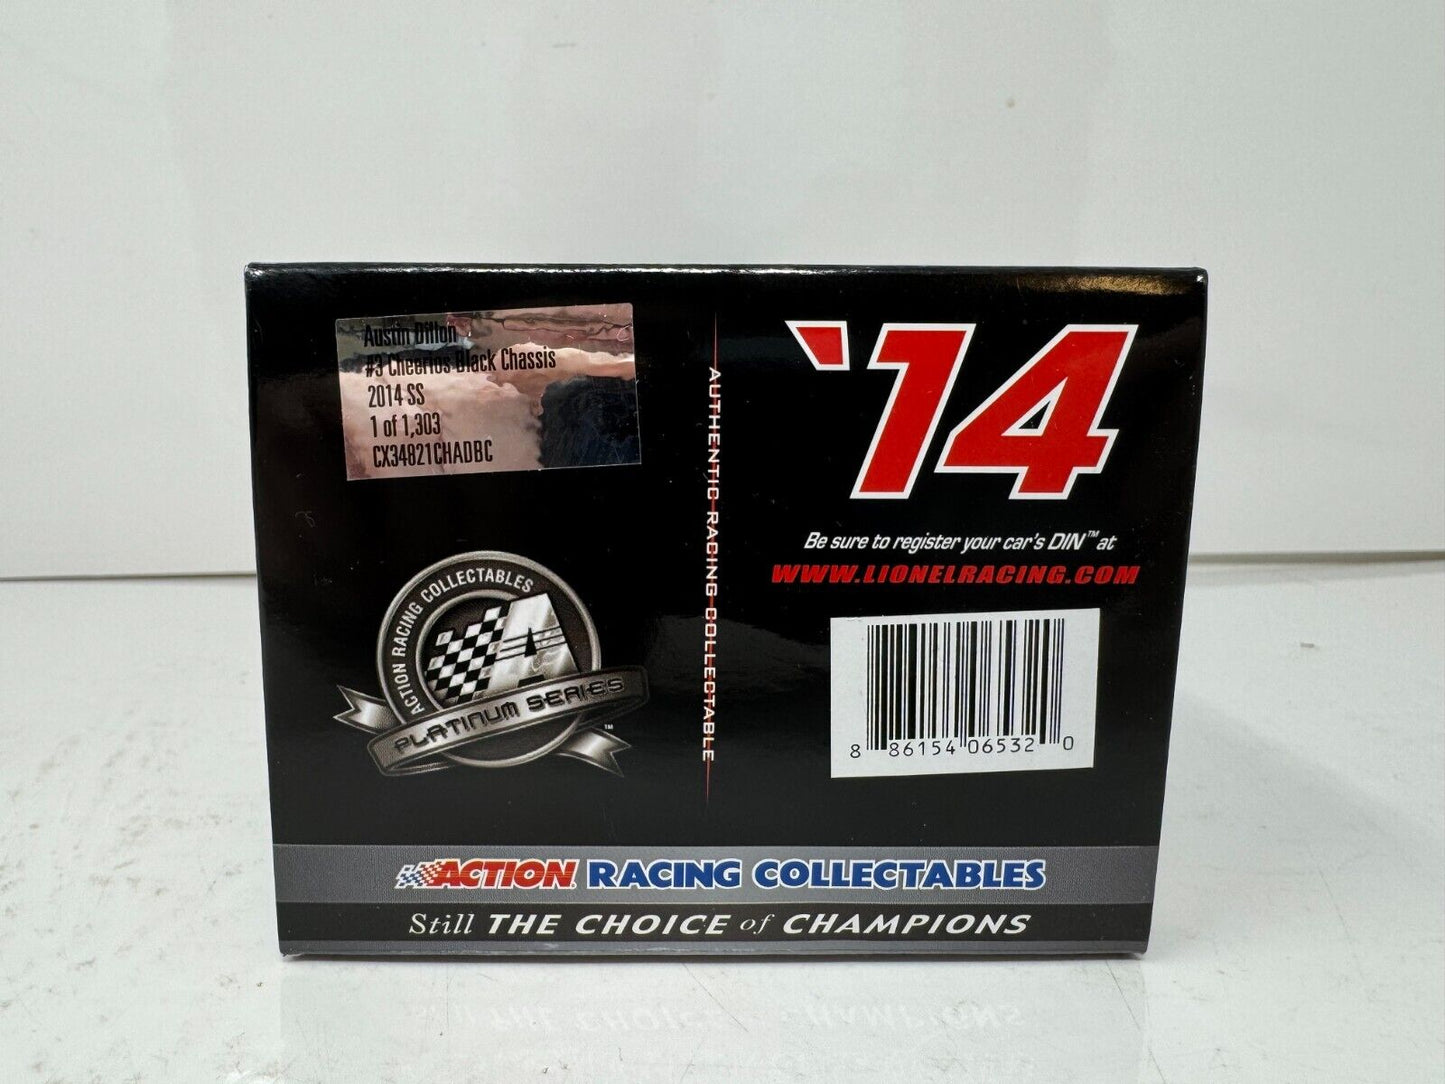 Austin Dillon
#3 Cheerios Black Chassis
2014 SS
1 of 1,303
CX34821CHADBC
ACTION RACING COLLECTABLES
A
PLATINUM SERIES™
AUTHENTIC RACING COLLECTABLE
‛14
Be sure to register your car's DIN™ at
WWW.LIONELRACING.COM
8 86154 06532 0
ACTION RACING COLLECTABLES
Still THE CHOICE of CHAMPIONS